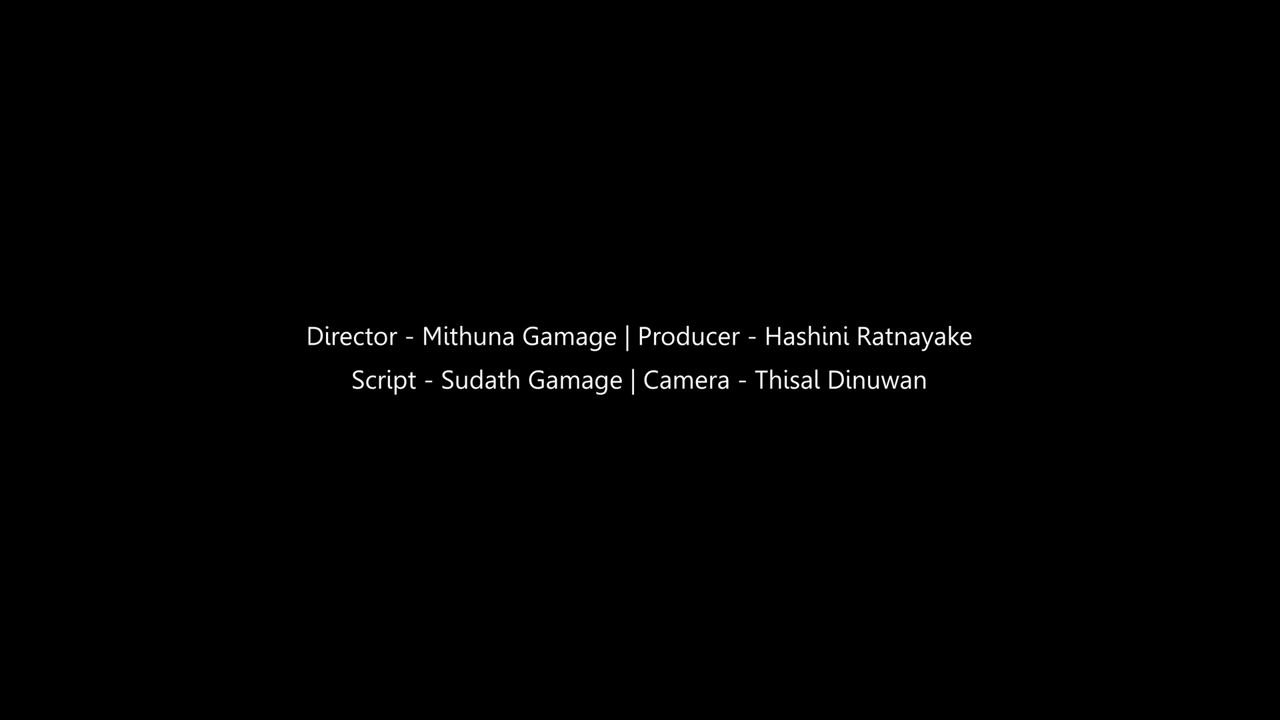 Director - Mithuna Gamage | Producer - Hashini Ratnayake
Script - Sudath Gamage | Camera - Thisal Dinuwan